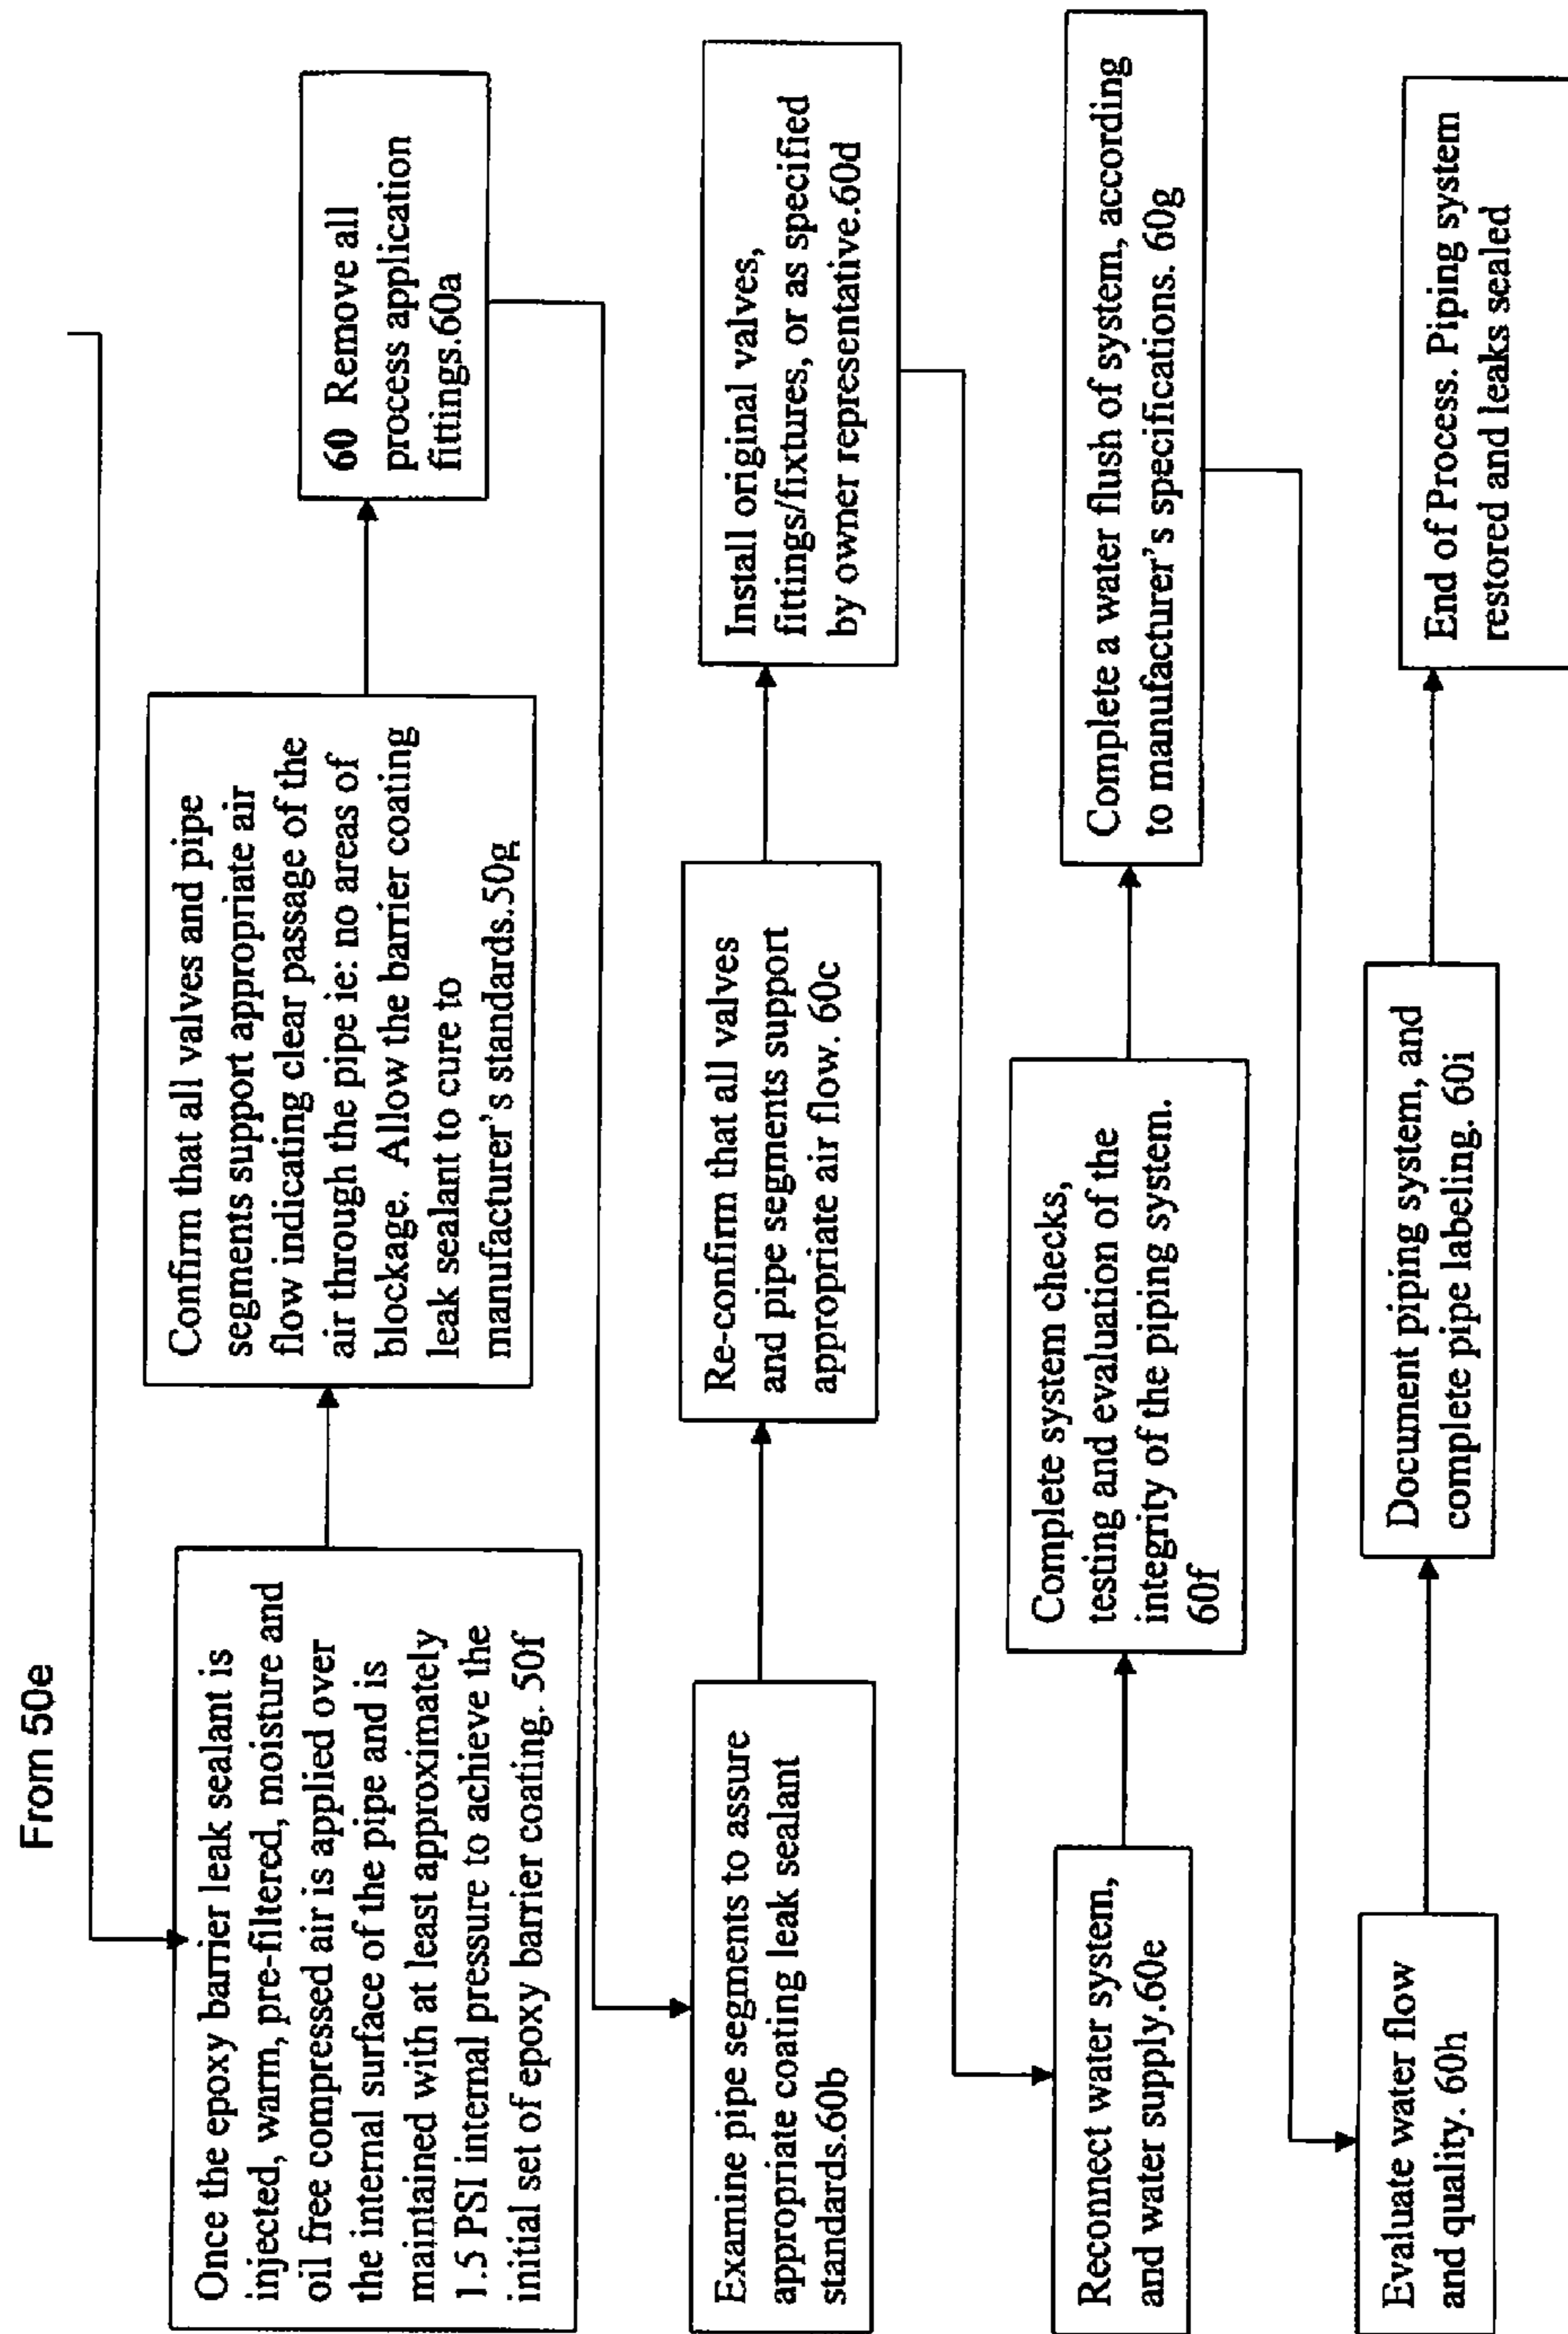 From 50e
Once the epoxy barrier leak sealant is
injected, warm, pre-filtered, moisture and
oil free compressed air is applied over
the internal surface of the pipe and is
maintained with at least approximately
1.5 PSI internal pressure to achieve the
initial set of epoxy barrier coating. 50f
Confirm that all valves and pipe
segments support appropriate air
flow indicating clear passage of the
air through the pipe ie: no areas of
blockage. Allow the barrier coating
leak sealant to cure to
manufacturer's standards.50g
60 Remove all
process application
fittings.60a
Examine pipe segments to assure
appropriate coating leak sealant
standards.60b
Re-confirm that all valves
and pipe segments support
appropriate air flow. 60c
Install original valves,
fittings/fixtures, or as specified
by owner representative.60d
Reconnect water system,
and water supply.60e
Complete system checks,
testing and evaluation of the
integrity of the piping system.
60f
Complete a water flush of system, according
to manufacturer's specifications. 60g
Evaluate water flow
and quality. 60h
Document piping system, and
complete pipe labeling. 60i
End of Process. Piping system
restored and leaks sealed